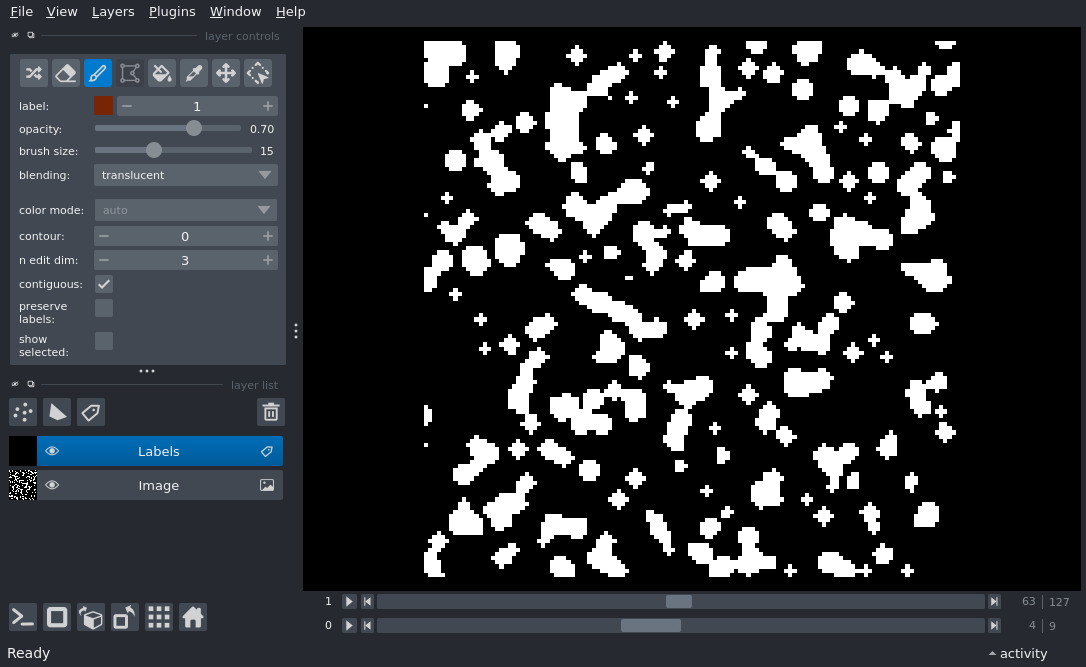 File View Layers Plugins Window Help
layer controls
label: 1
opacity: 0.70
brush size: 15
blending: translucent
color mode: auto
contour: 0
n edit dim: 3
contiguous:
preserve
labels:
show
selected:
layer list
Labels
Image
1 63 127
0 4 9
Ready activity